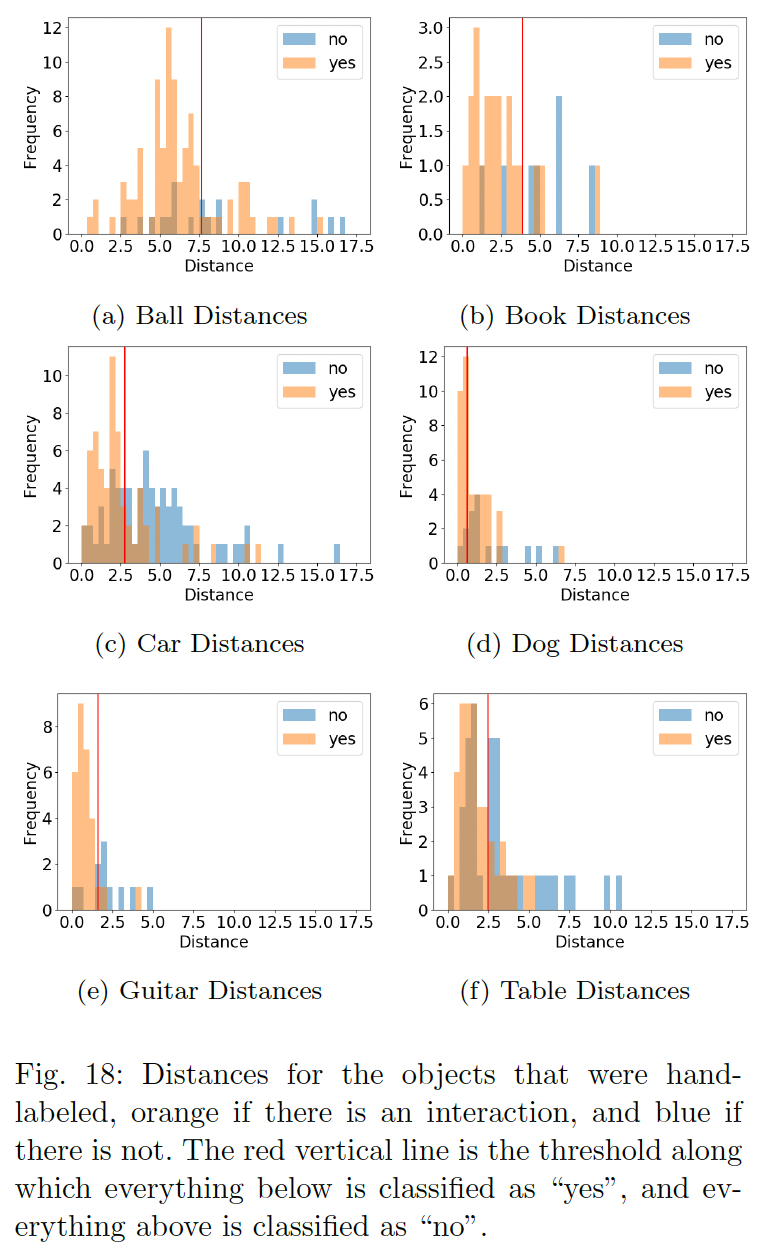 12
10
8
6
4
2
0
Frequency
no
yes
0.0 2.5 5.0 7.5 10.0 12.5 15.0 17.5
Distance
(a) Ball Distances
3.0
2.5
2.0
1.5
1.0
0.5
0.0
Frequency
no
yes
0.0 2.5 5.0 7.5 10.0 12.5 15.0 17.5
Distance
(b) Book Distances
10
8
6
4
2
0
Frequency
no
yes
0.0 2.5 5.0 7.5 10.0 12.5 15.0 17.5
Distance
(c) Car Distances
12
10
8
6
4
2
0
Frequency
no
yes
0.0 2.5 5.0 7.5 10.0 12.5 15.0 17.5
Distance
(d) Dog Distances
8
6
4
2
0
Frequency
no
yes
0.0 2.5 5.0 7.5 10.0 12.5 15.0 17.5
Distance
(e) Guitar Distances
6
5
4
3
2
1
0
Frequency
no
yes
0.0 2.5 5.0 7.5 10.0 12.5 15.0 17.5
Distance
(f) Table Distances
Fig. 18: Distances for the objects that were hand-
labeled, orange if there is an interaction, and blue if
there is not. The red vertical line is the threshold along
which everything below is classified as “yes”, and ev-
erything above is classified as “no”.